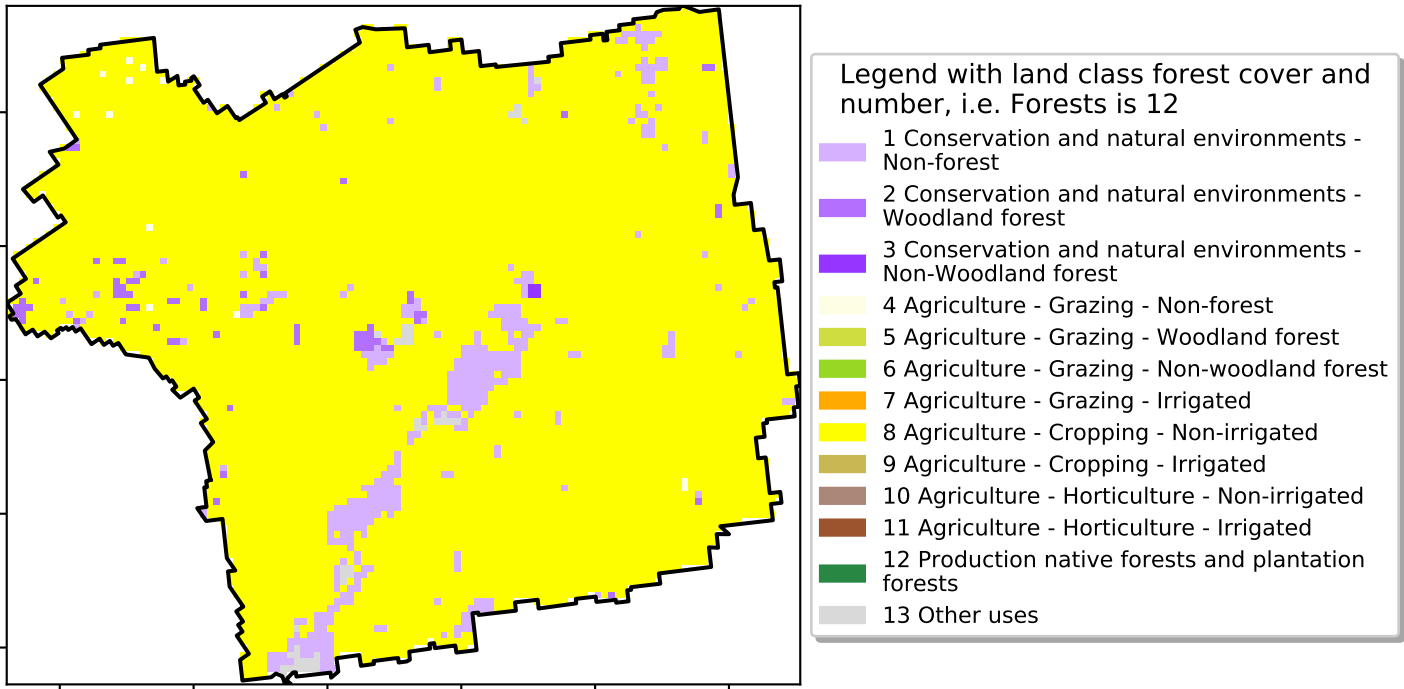 Legend with land class forest cover and
number, i.e. Forests is 12
1 Conservation and natural environments -
Non-forest
2 Conservation and natural environments -
Woodland forest
3 Conservation and natural environments -
Non-Woodland forest
4 Agriculture - Grazing - Non-forest
5 Agriculture - Grazing - Woodland forest
6 Agriculture - Grazing - Non-woodland forest
7 Agriculture - Grazing - Irrigated
8 Agriculture - Cropping - Non-irrigated
9 Agriculture - Cropping - Irrigated
10 Agriculture - Horticulture - Non-irrigated
11 Agriculture - Horticulture - Irrigated
12 Production native forests and plantation
forests
13 Other uses